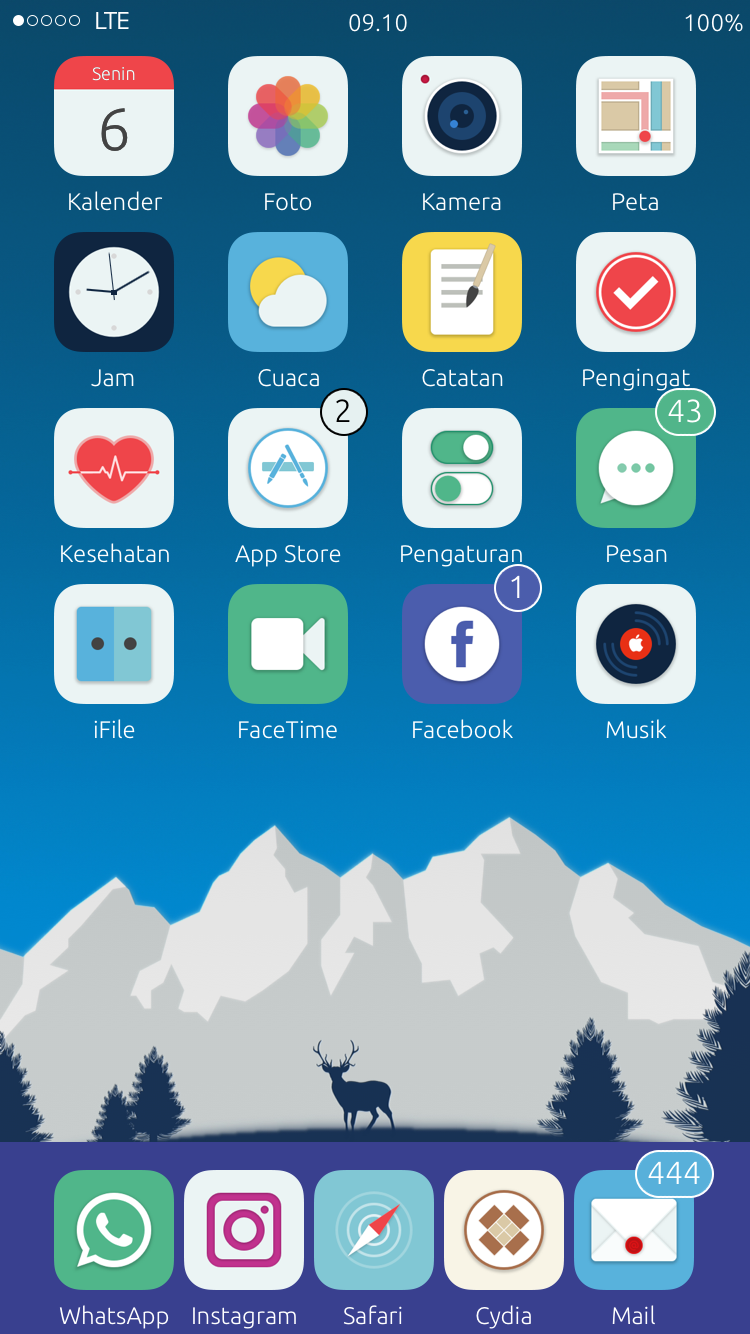 LTE 09.10 100%
Senin
6
Kalender Foto Kamera Peta
Jam Cuaca Catatan Pengingat
2 43
Kesehatan App Store Pengaturan Pesan
1
f
iFile FaceTime Facebook Musik
444
WhatsApp Instagram Safari Cydia Mail